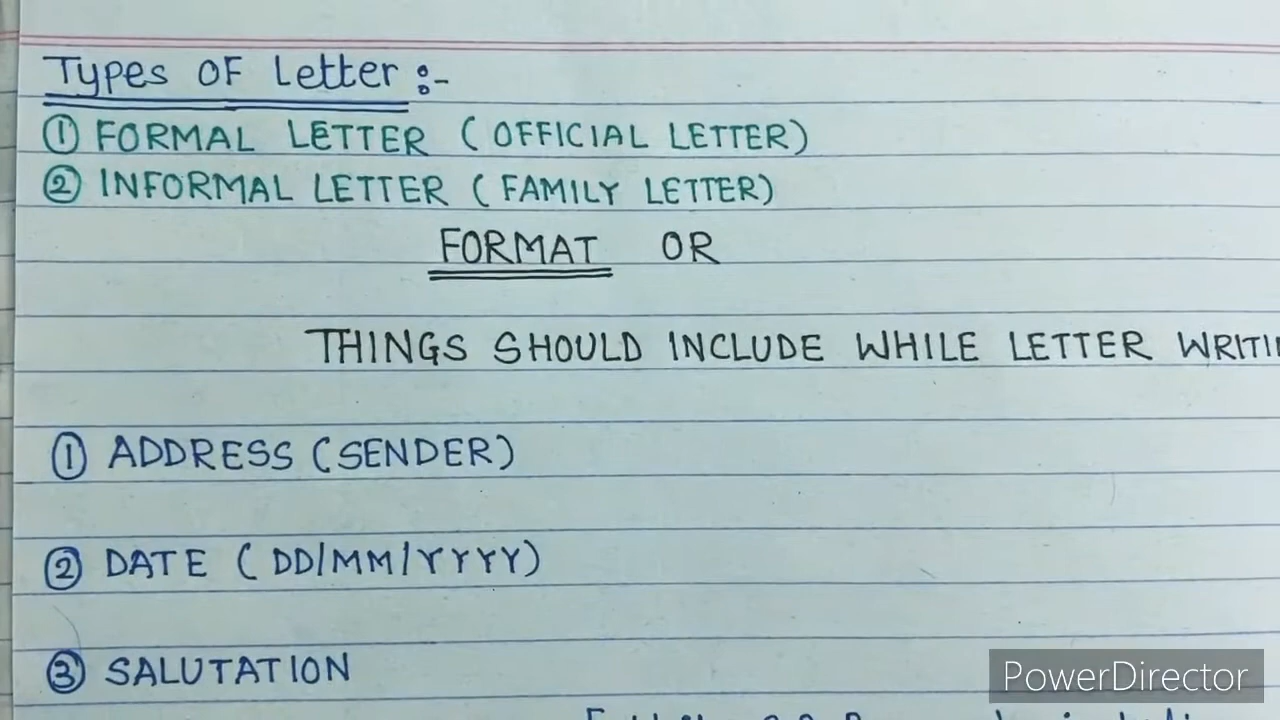 Types OF Letter :-
① FORMAL LETTER ( OFFICIAL LETTER)
② INFORMAL LETTER ( FAMILY LETTER)
FORMAT OR
THINGS SHOULD INCLUDE WHILE LETTER WRITI
① ADDRESS (SENDER)
② DATE ( DD/MM/YYYY)
③ SALUTATION
PowerDirector